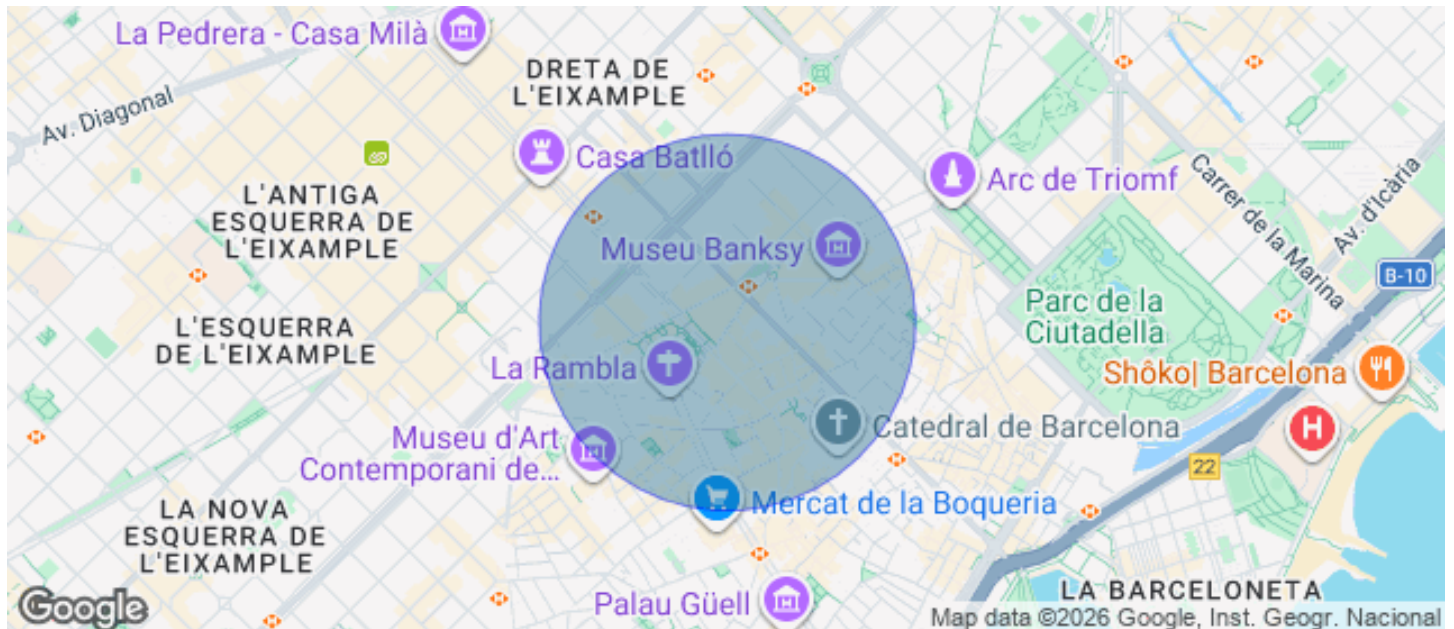 La Pedrera - Casa Milà
DRETA DE
L'EIXAMPLE
Av. Diagonal
Casa Batlló
Arc de Triomf
Carrer de la Marina
Av. d'Icària
L'ANTIGA
ESQUERRA DE
L'EIXAMPLE
Museu Banksy
B-10
Parc de la
Ciutadella
L'ESQUERRA
DE L'EIXAMPLE
La Rambla
Shôko| Barcelona
H
Museu d'Art
Contemporani de...
Catedral de Barcelona
22
LA NOVA
ESQUERRA DE
L'EIXAMPLE
Mercat de la Boqueria
Palau Güell
LA BARCELONETA
Google
Map data ©2026 Google, Inst. Geogr. Nacional